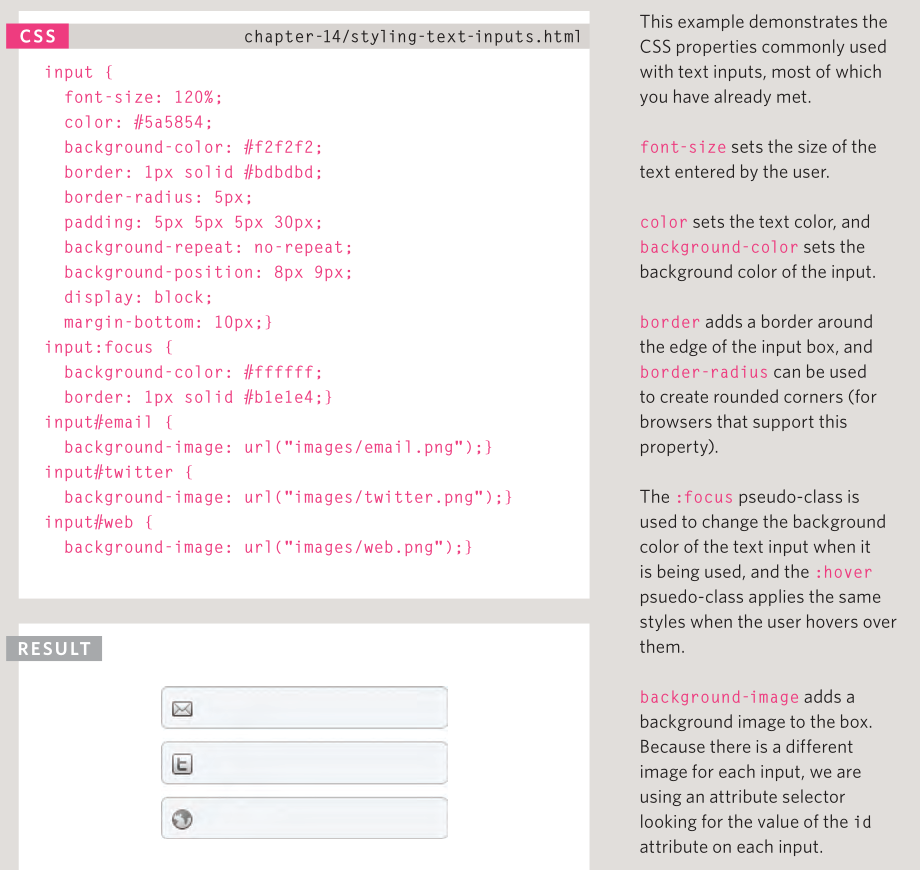 CSS
chapter-14/styling-text-inputs.html
input {
  font-size: 120%;
  color: #5a5854;
  background-color: #f2f2f2;
  border: 1px solid #bdbdbd;
  border-radius: 5px;
  padding: 5px 5px 5px 30px;
  background-repeat: no-repeat;
  background-position: 8px 9px;
  display: block;
  margin-bottom: 10px;}
input:focus {
  background-color: #ffffff;
  border: 1px solid #b1e1e4;}
input#email {
  background-image: url("images/email.png");}
input#twitter {
  background-image: url("images/twitter.png");}
input#web {
  background-image: url("images/web.png");}
RESULT
t
This example demonstrates the
CSS properties commonly used
with text inputs, most of which
you have already met.
font-size sets the size of the
text entered by the user.
color sets the text color, and
background-color sets the
background color of the input.
border adds a border around
the edge of the input box, and
border-radius can be used
to create rounded corners (for
browsers that support this
property).
The :focus pseudo-class is
used to change the background
color of the text input when it
is being used, and the :hover
psuedo-class applies the same
styles when the user hovers over
them.
background-image adds a
background image to the box.
Because there is a different
image for each input, we are
using an attribute selector
looking for the value of the id
attribute on each input.